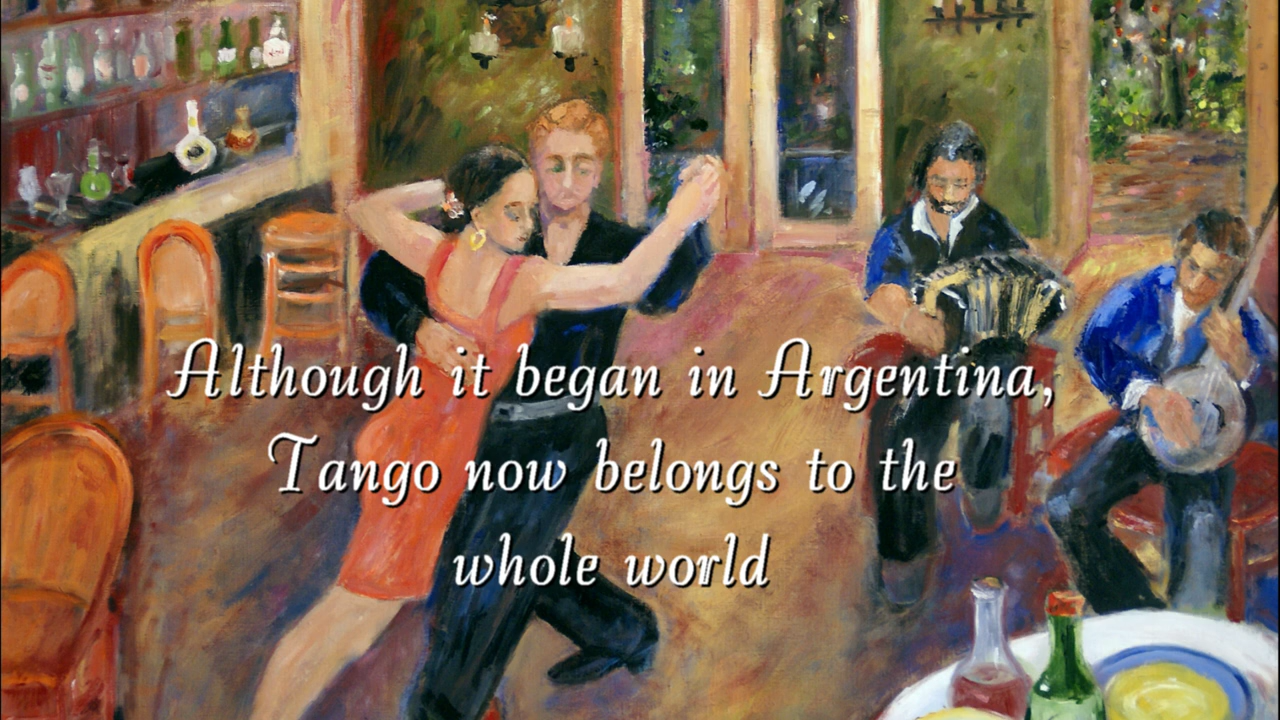 Although it began in Argentina,
Tango now belongs to the
whole world